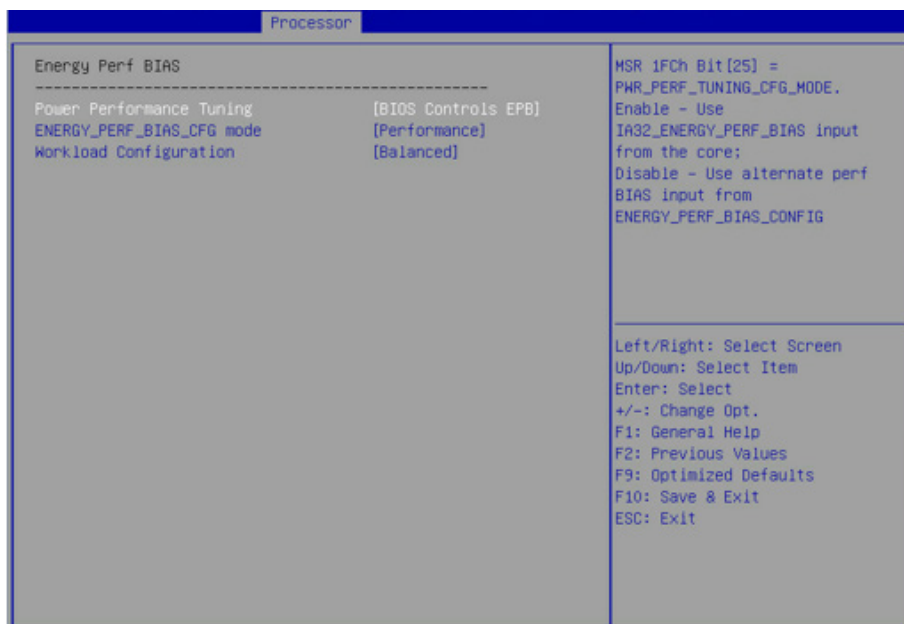 Processor
Energy Perf BIAS
--------------------------------------------------
Power Performance Tuning [BIOS Controls EPB]
ENERGY_PERF_BIAS_CFG mode [Performance]
Workload Configuration [Balanced]
MSR 1FCh Bit[25] =
PWR_PERF_TUNING_CFG_MODE.
Enable - Use
IA32_ENERGY_PERF_BIAS input
from the core;
Disable - Use alternate perf
BIAS input from
ENERGY_PERF_BIAS_CONFIG
Left/Right: Select Screen
Up/Down: Select Item
Enter: Select
+/-: Change Opt.
F1: General Help
F2: Previous Values
F9: Optimized Defaults
F10: Save & Exit
ESC: Exit